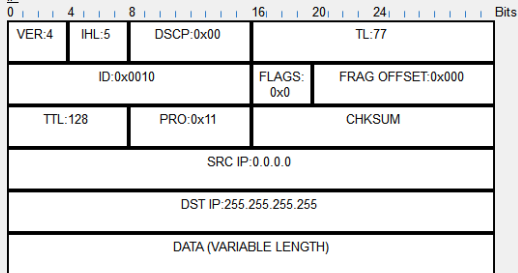 0 4 8 16 20 24 Bits
VER:4 IHL:5 DSCP:0x00 TL:77
ID:0x0010 FLAGS: 0x0 FRAG OFFSET:0x000
TTL:128 PRO:0x11 CHKSUM
SRC IP:0.0.0.0
DST IP:255.255.255.255
DATA (VARIABLE LENGTH)